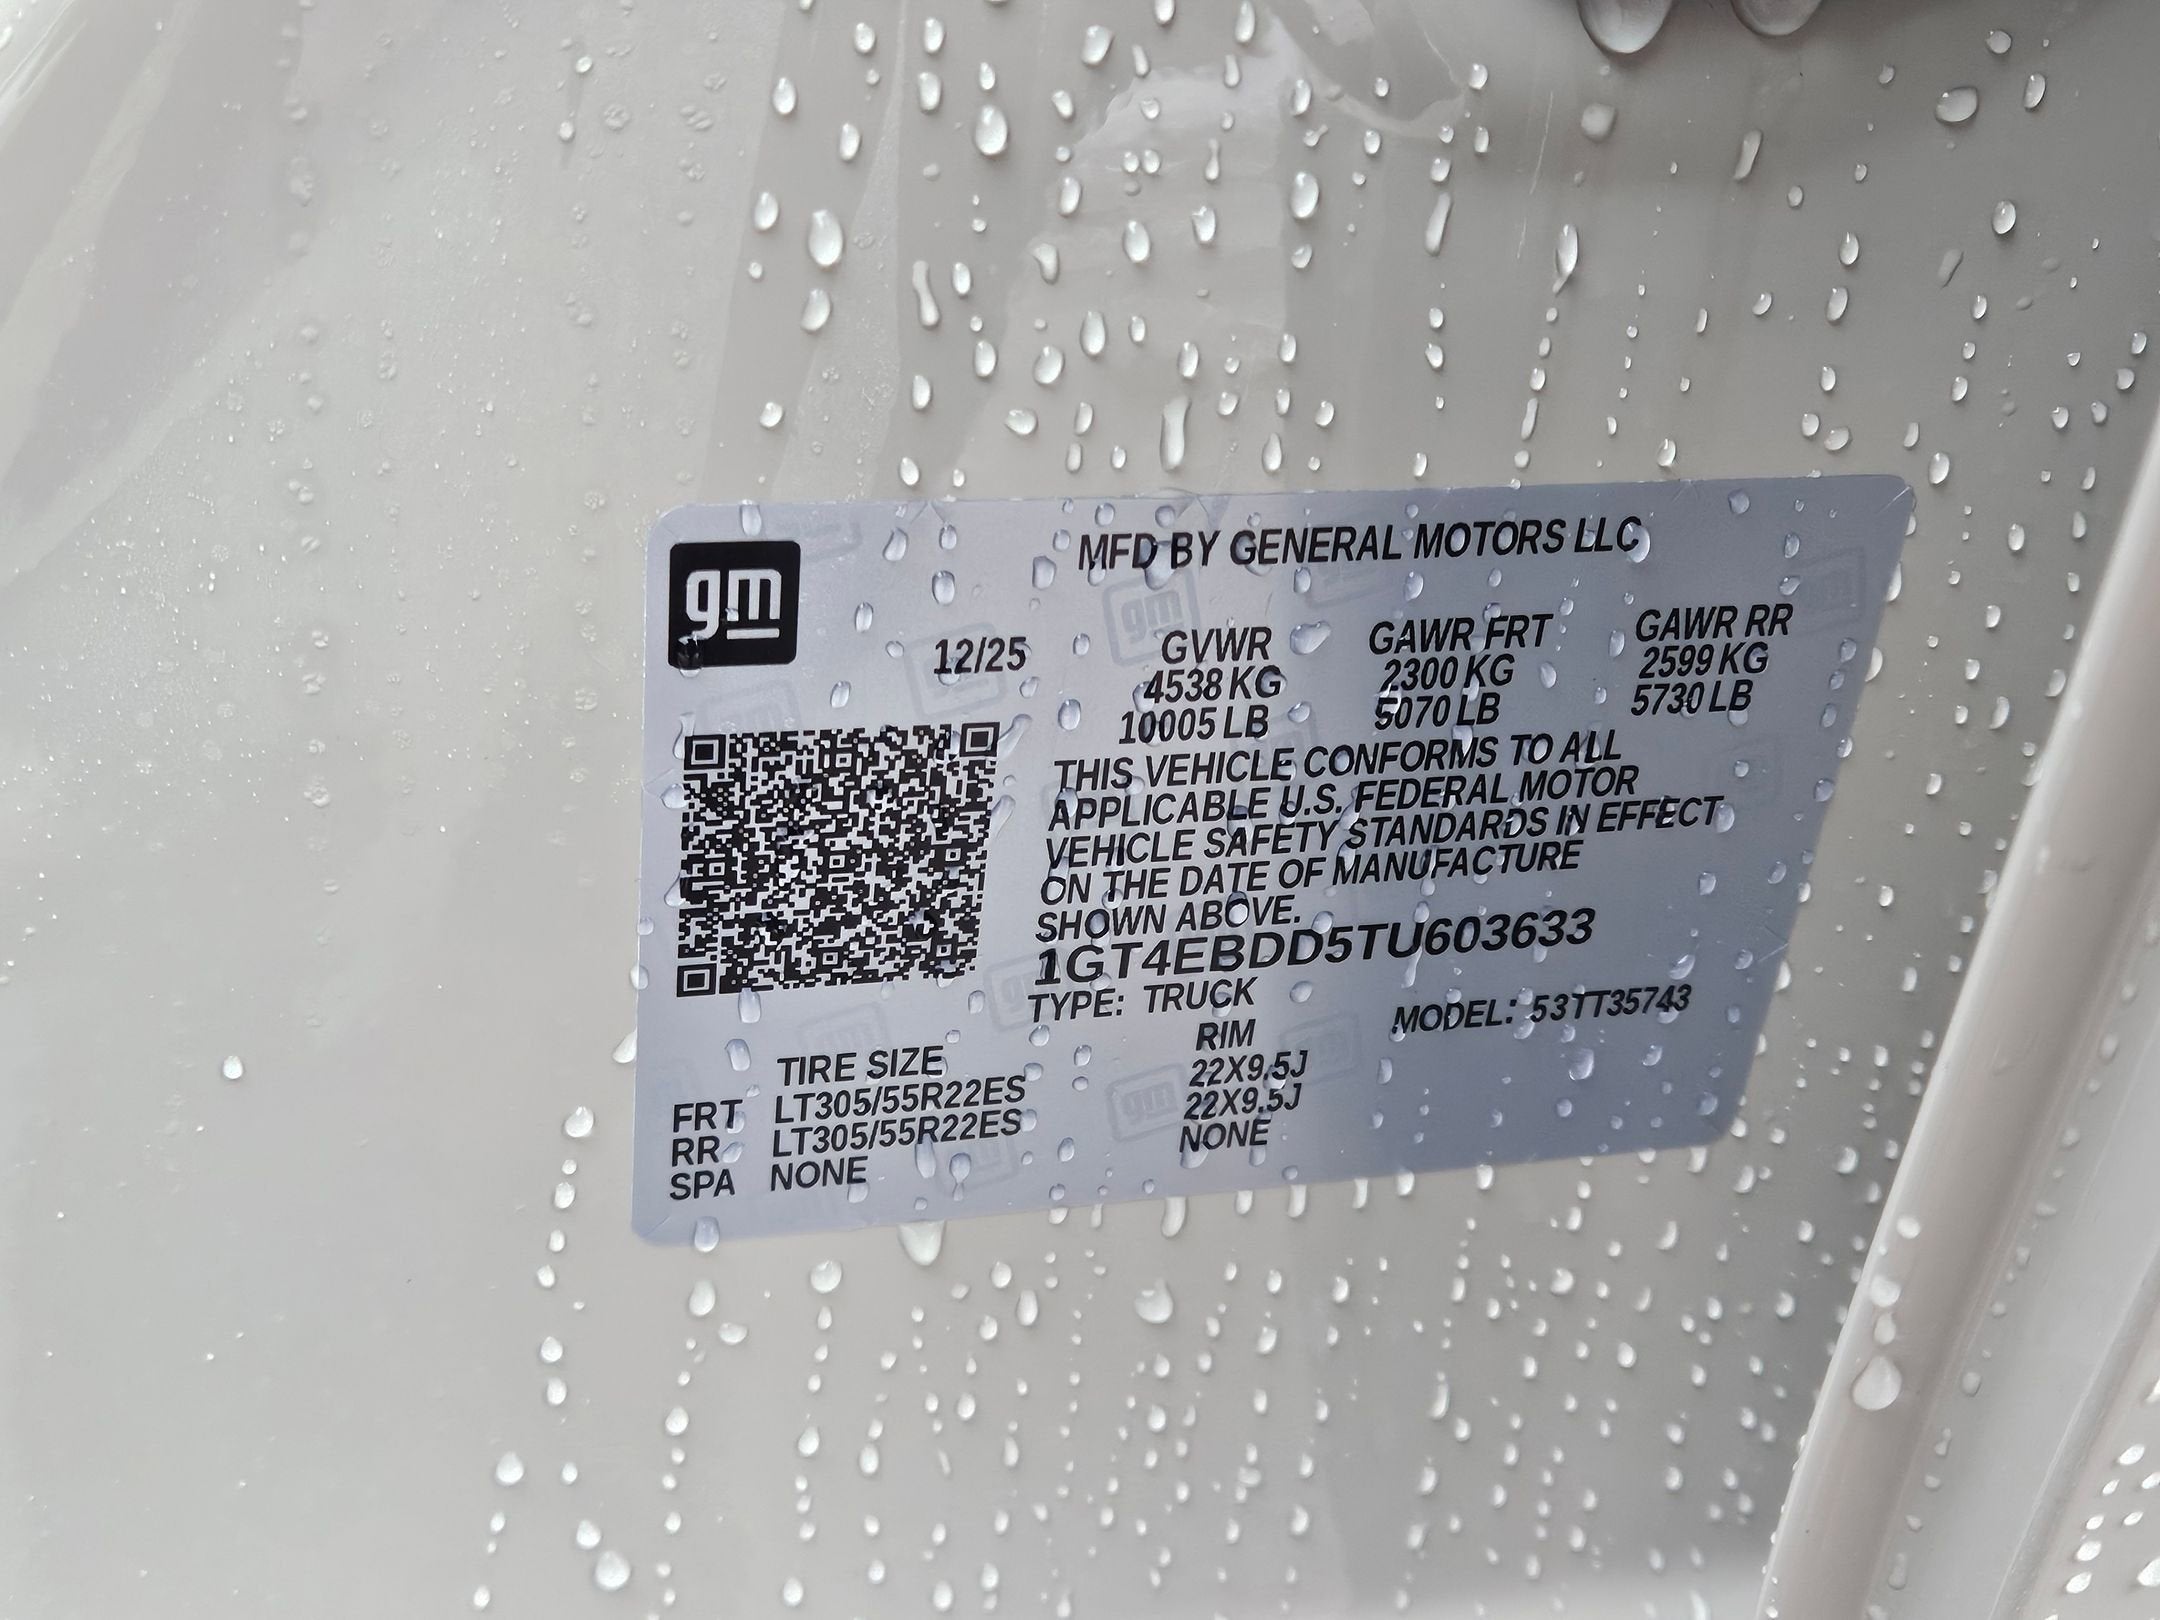 gm
MFD BY GENERAL MOTORS LLC
12/25 GVWR GAWR FRT GAWR RR
4538 KG 2300 KG 2599 KG
10005 LB 5070 LB 5730 LB
THIS VEHICLE CONFORMS TO ALL
APPLICABLE U.S. FEDERAL MOTOR
VEHICLE SAFETY STANDARDS IN EFFECT
ON THE DATE OF MANUFACTURE
SHOWN ABOVE.
1GT4EBDD5TU603633
TYPE: TRUCK MODEL: 53TT35743
TIRE SIZE RIM
FRT LT305/55R22ES 22X9.5J
RR LT305/55R22ES 22X9.5J
SPA NONE NONE